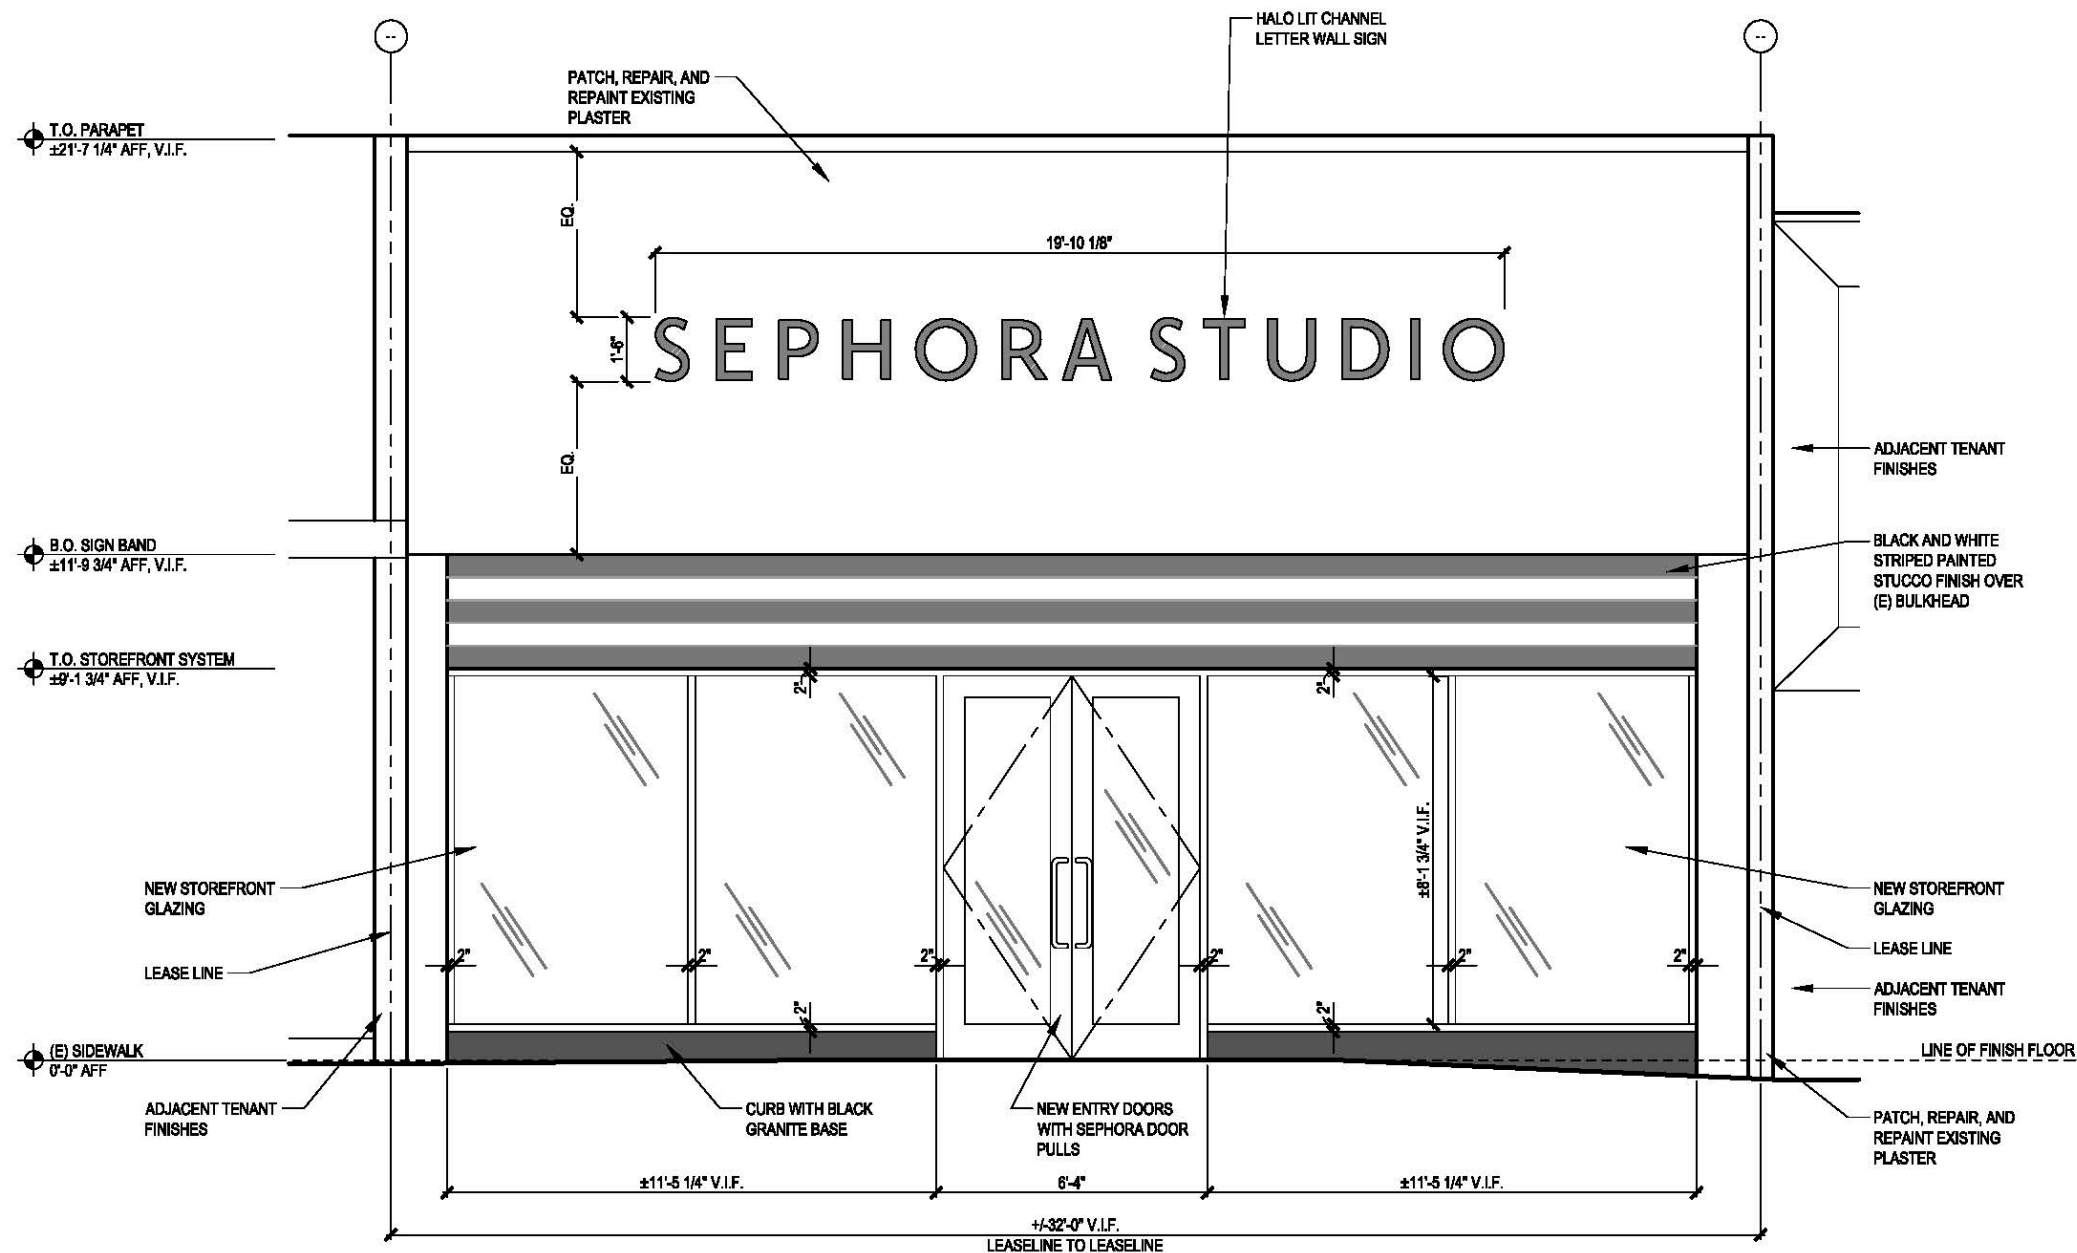 --
--
HALO LIT CHANNEL
LETTER WALL SIGN
PATCH, REPAIR, AND
REPAINT EXISTING
PLASTER
T.O. PARAPET
±21'-7 1/4" AFF, V.I.F.
EQ.
19'-10 1/8"
1'-6"
SEPHORA STUDIO
EQ.
ADJACENT TENANT
FINISHES
B.O. SIGN BAND
±11'-9 3/4" AFF, V.I.F.
BLACK AND WHITE
STRIPED PAINTED
STUCCO FINISH OVER
(E) BULKHEAD
T.O. STOREFRONT SYSTEM
±9'-1 3/4" AFF, V.I.F.
2"
2"
±8'-1 3/4" V.I.F.
NEW STOREFRONT
GLAZING
NEW STOREFRONT
GLAZING
LEASE LINE
LEASE LINE
2"
2"
2"
2"
2"
2"
ADJACENT TENANT
FINISHES
2"
2"
(E) SIDEWALK
0'-0" AFF
LINE OF FINISH FLOOR
ADJACENT TENANT
FINISHES
CURB WITH BLACK
GRANITE BASE
NEW ENTRY DOORS
WITH SEPHORA DOOR
PULLS
PATCH, REPAIR, AND
REPAINT EXISTING
PLASTER
±11'-5 1/4" V.I.F.
6'-4"
±11'-5 1/4" V.I.F.
+/-32'-0" V.I.F.
LEASELINE TO LEASELINE